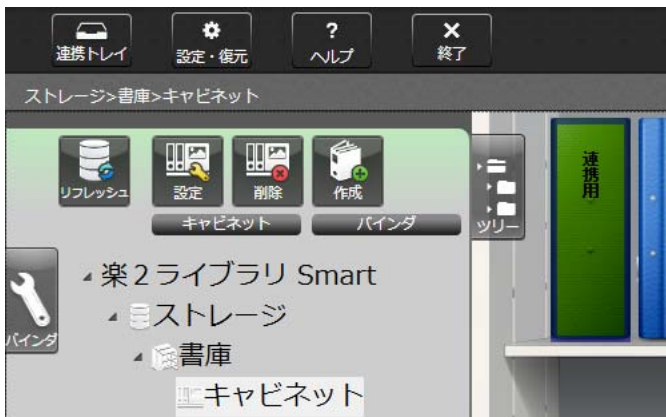 連携トレイ
設定・復元
?
ヘルプ
終了
ストレージ>書庫>キャビネット
リフレッシュ
設定
削除
作成
キャビネット
バインダ
ツリー
連携用
バインダ
楽2ライブラリ Smart
ストレージ
書庫
キャビネット